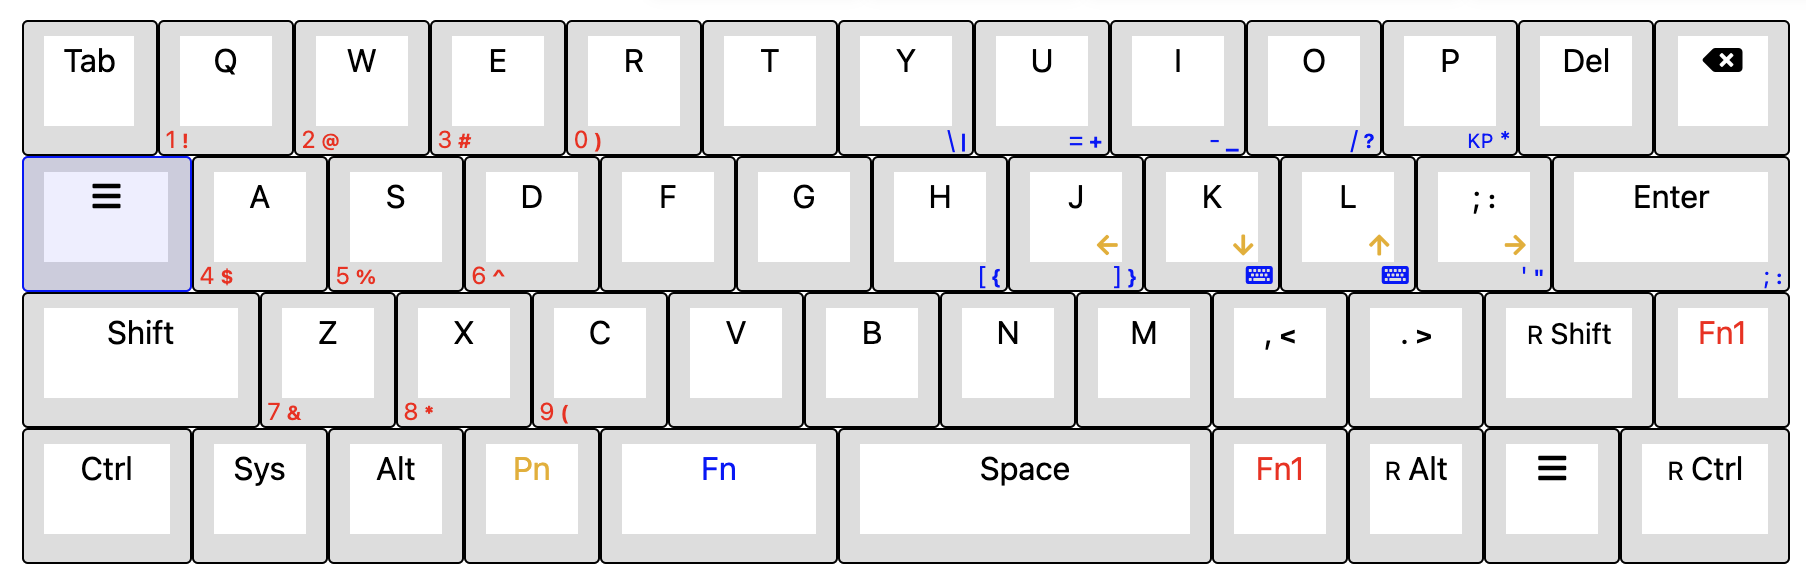 Tab Q W E R T Y U I O P Del
1 ! 2 @ 3 # 0 ) \ | = + - _ / ? KP *
☰ A S D F G H J K L ; : Enter
← ↓ ↑ →
4 $ 5 % 6 ^ [ { ] } ' " ; :
Shift Z X C V B N M , < . > R Shift Fn1
7 & 8 * 9 (
Ctrl Sys Alt Pn Fn Space Fn1 R Alt ☰ R Ctrl